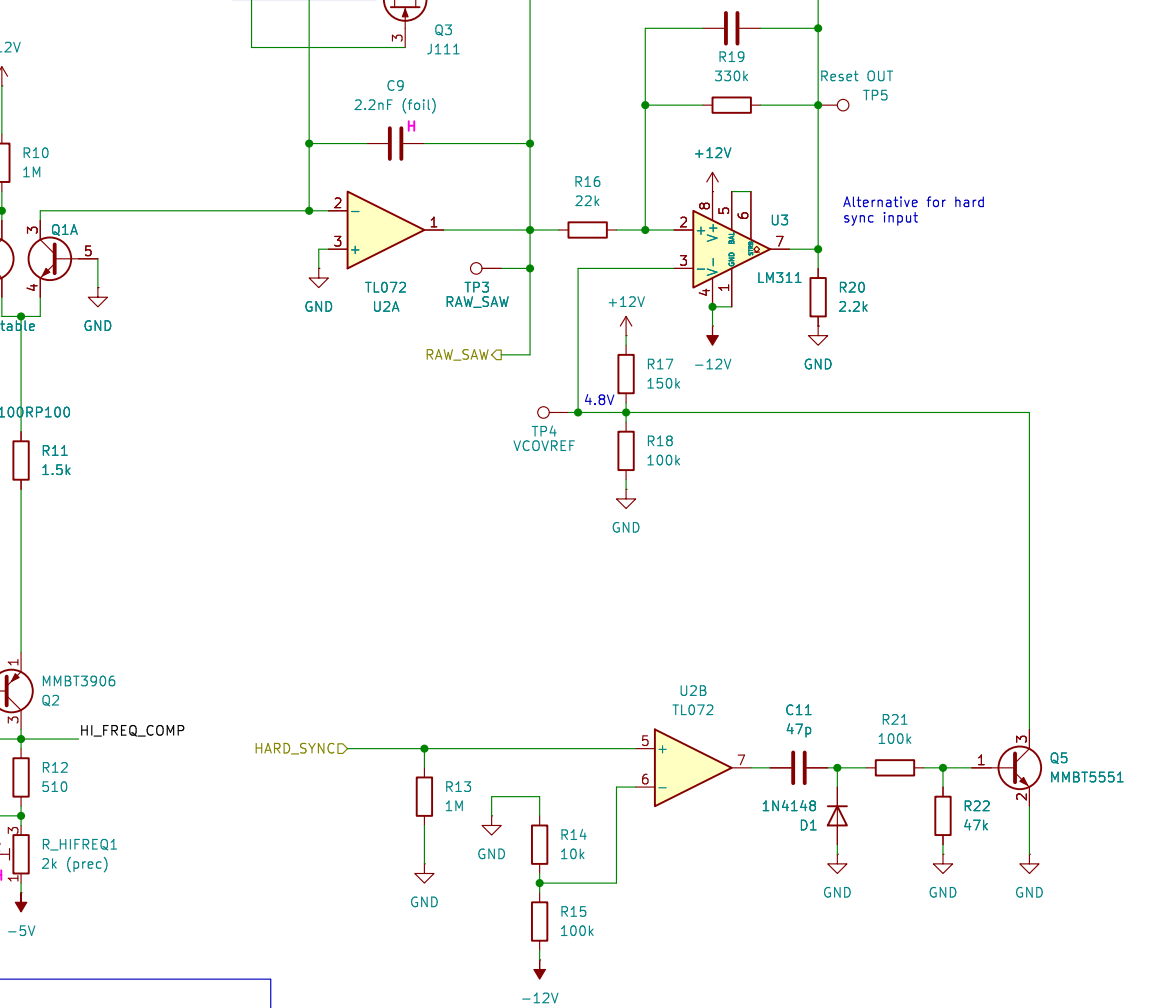 Q3
J111
3
12V
R19
330k
Reset OUT
TP5
C9
2.2nF (foil)
H
R10
1M
+12V
R16
22k
Alternative for hard
sync input
3
Q1A
5
4
GND
table
2
−
3
+
1
GND
TL072
U2A
TP3
RAW_SAW
RAW_SAW
2
+
3
−
8
V+
5
BAL
6
STRB
U3
7
LM311
GND
V−
4
1
−12V
R20
2.2k
GND
+12V
R17
150k
4.8V
TP4
VCOVREF
R18
100k
GND
100RP100
R11
1.5k
1
MMBT3906
Q2
3
HI_FREQ_COMP
R12
510
3
R_HIFREQ1
2k (prec)
1
H
−5V
HARD_SYNC
R13
1M
GND
GND
R14
10k
R15
100k
−12V
U2B
TL072
5
+
6
−
7
C11
47p
1N4148
D1
GND
R21
100k
R22
47k
GND
1
3
2
Q5
MMBT5551
GND